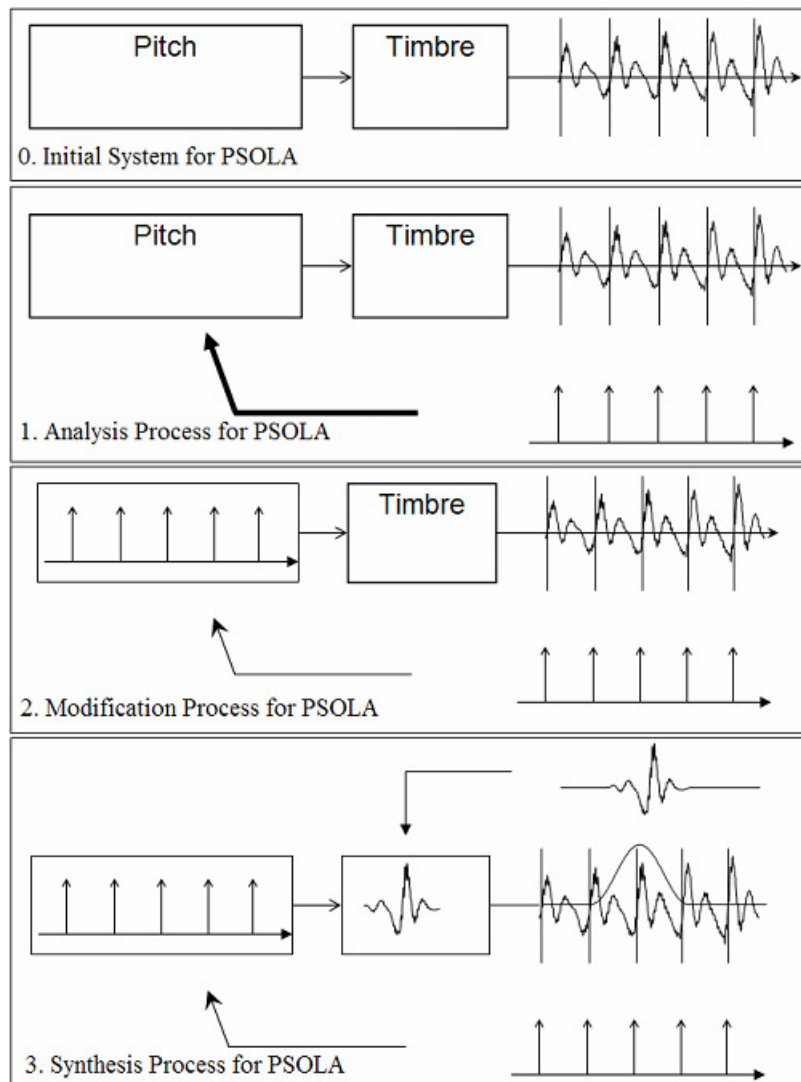 Pitch
Timbre
0. Initial System for PSOLA
Pitch
Timbre
1. Analysis Process for PSOLA
Timbre
2. Modification Process for PSOLA
3. Synthesis Process for PSOLA